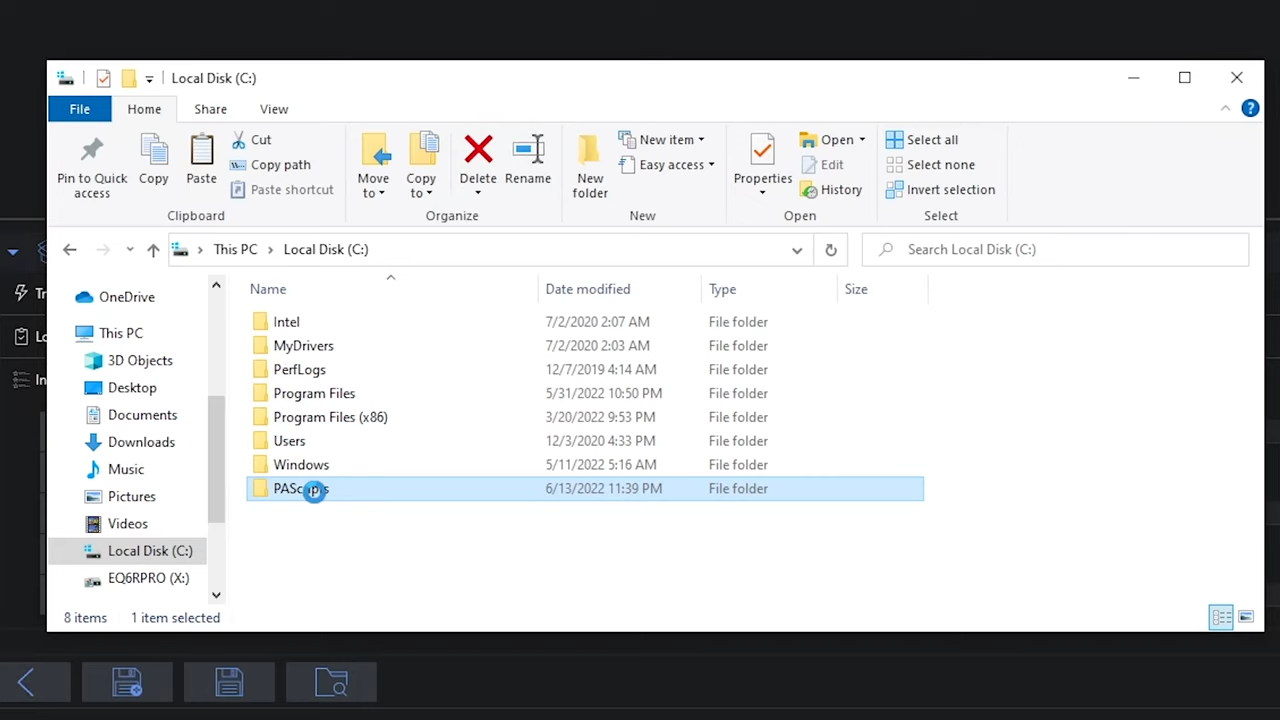 Local Disk (C:)
File Home Share View
Pin to Quick access
Copy
Paste
Cut
Copy path
Paste shortcut
Clipboard
Move to
Copy to
Delete
Rename
Organize
New folder
New item
Easy access
New
Properties
Open
Edit
History
Open
Select all
Select none
Invert selection
Select
This PC > Local Disk (C:)
Search Local Disk (C:)
OneDrive
This PC
3D Objects
Desktop
Documents
Downloads
Music
Pictures
Videos
Local Disk (C:)
EQ6RPRO (X:)
Name Date modified Type Size
Intel 7/2/2020 2:07 AM File folder
MyDrivers 7/2/2020 2:03 AM File folder
PerfLogs 12/7/2019 4:14 AM File folder
Program Files 5/31/2022 10:50 PM File folder
Program Files (x86) 3/20/2022 9:53 PM File folder
Users 12/3/2020 4:33 PM File folder
Windows 5/11/2022 5:16 AM File folder
6/13/2022 11:39 PM File folder
8 items 1 item selected